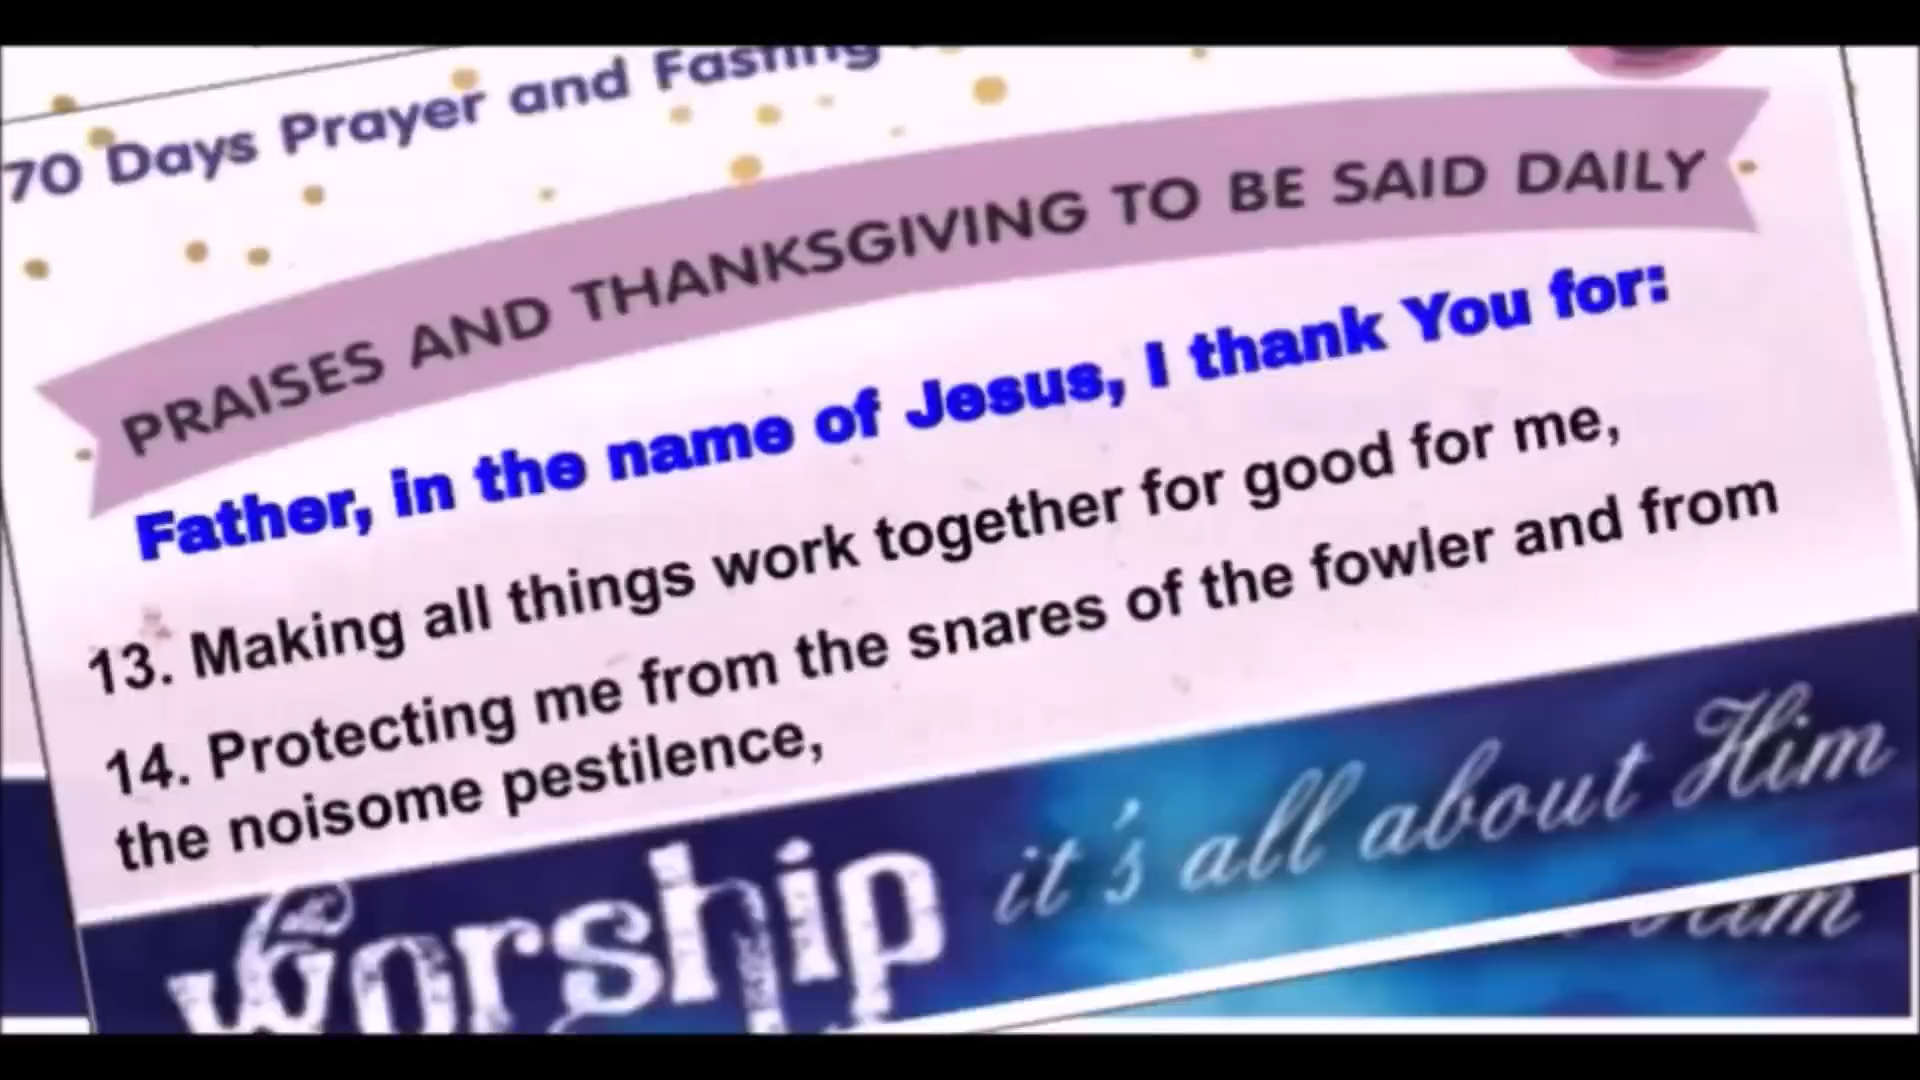 70 Days Prayer and Fasting
PRAISES AND THANKSGIVING TO BE SAID DAILY
Father, in the name of Jesus, I thank You for:
13. Making all things work together for good for me,
14. Protecting me from the snares of the fowler and from
the noisome pestilence,
Worship it's all about Him
Him